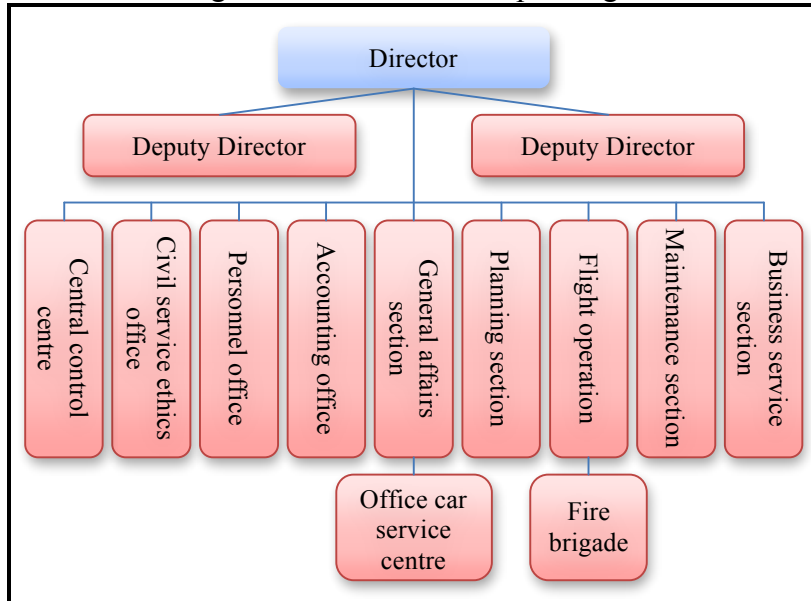 Director
Deputy Director
Deputy Director
Central control
centre
Civil service ethics
office
Personnel office
Accounting office
General affairs
section
Planning section
Flight operation
Maintenance section
Business service
section
Office car
service
centre
Fire
brigade